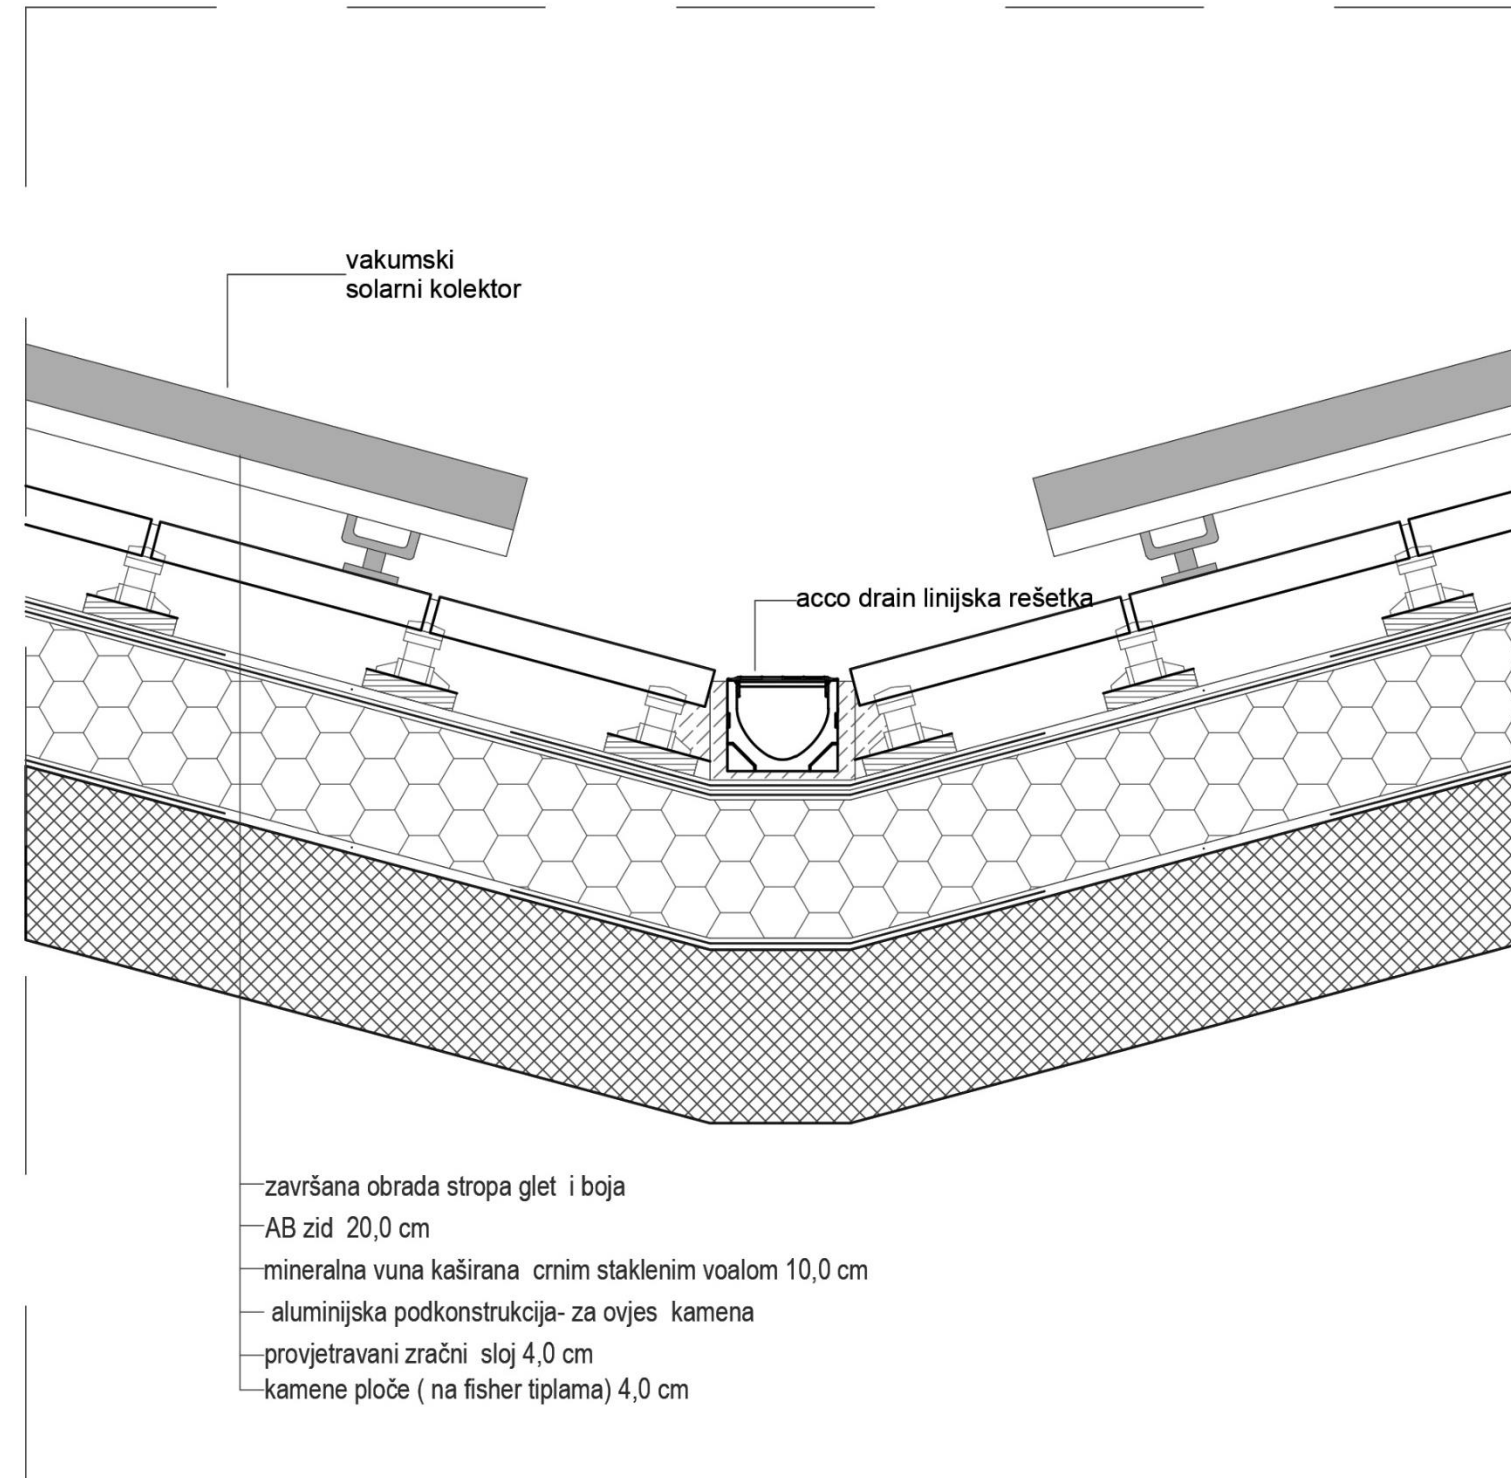 vakumski
solarni kolektor
acco drain linijska rešetka
završana obrada stropa glet i boja
AB zid 20,0 cm
mineralna vuna kaširana crnim staklenim voalom 10,0 cm
aluminijska podkonstrukcija- za ovjes kamena
provjetravani zračni sloj 4,0 cm
kamene ploče ( na fisher tiplama) 4,0 cm